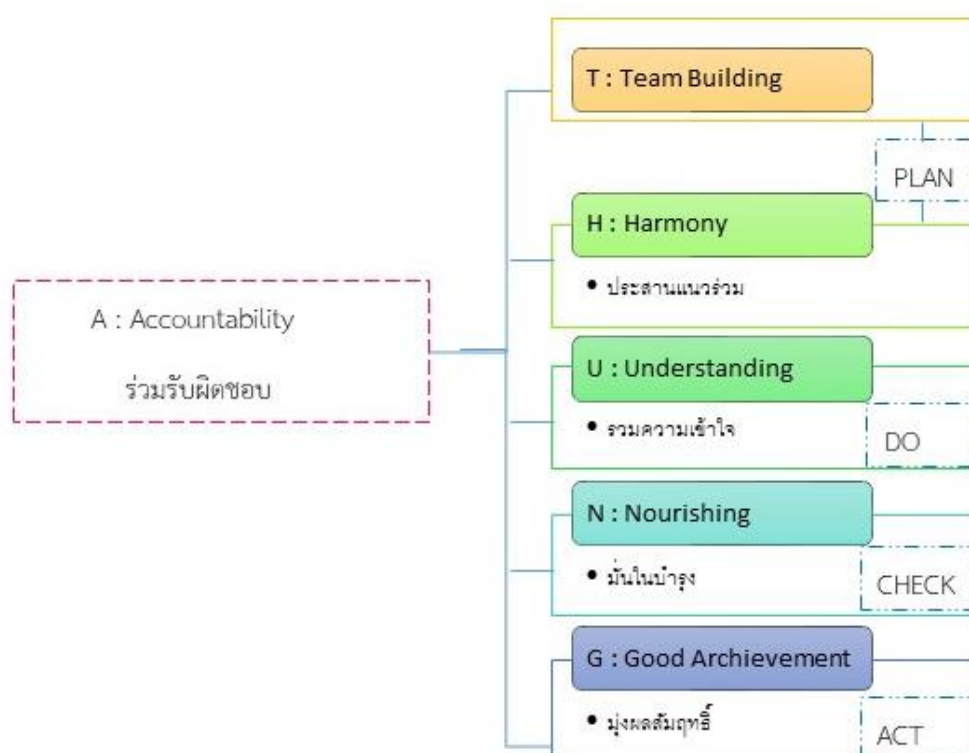 T : Team Building
PLAN
H : Harmony
• ประสานแนวร่วม
A : Accountability
ร่วมรับผิดชอบ
U : Understanding
• รวมความเข้าใจ
DO
N : Nourishing
• มั่นในบำรุง
CHECK
G : Good Archievement
• มุ่งผลสัมฤทธิ์
ACT